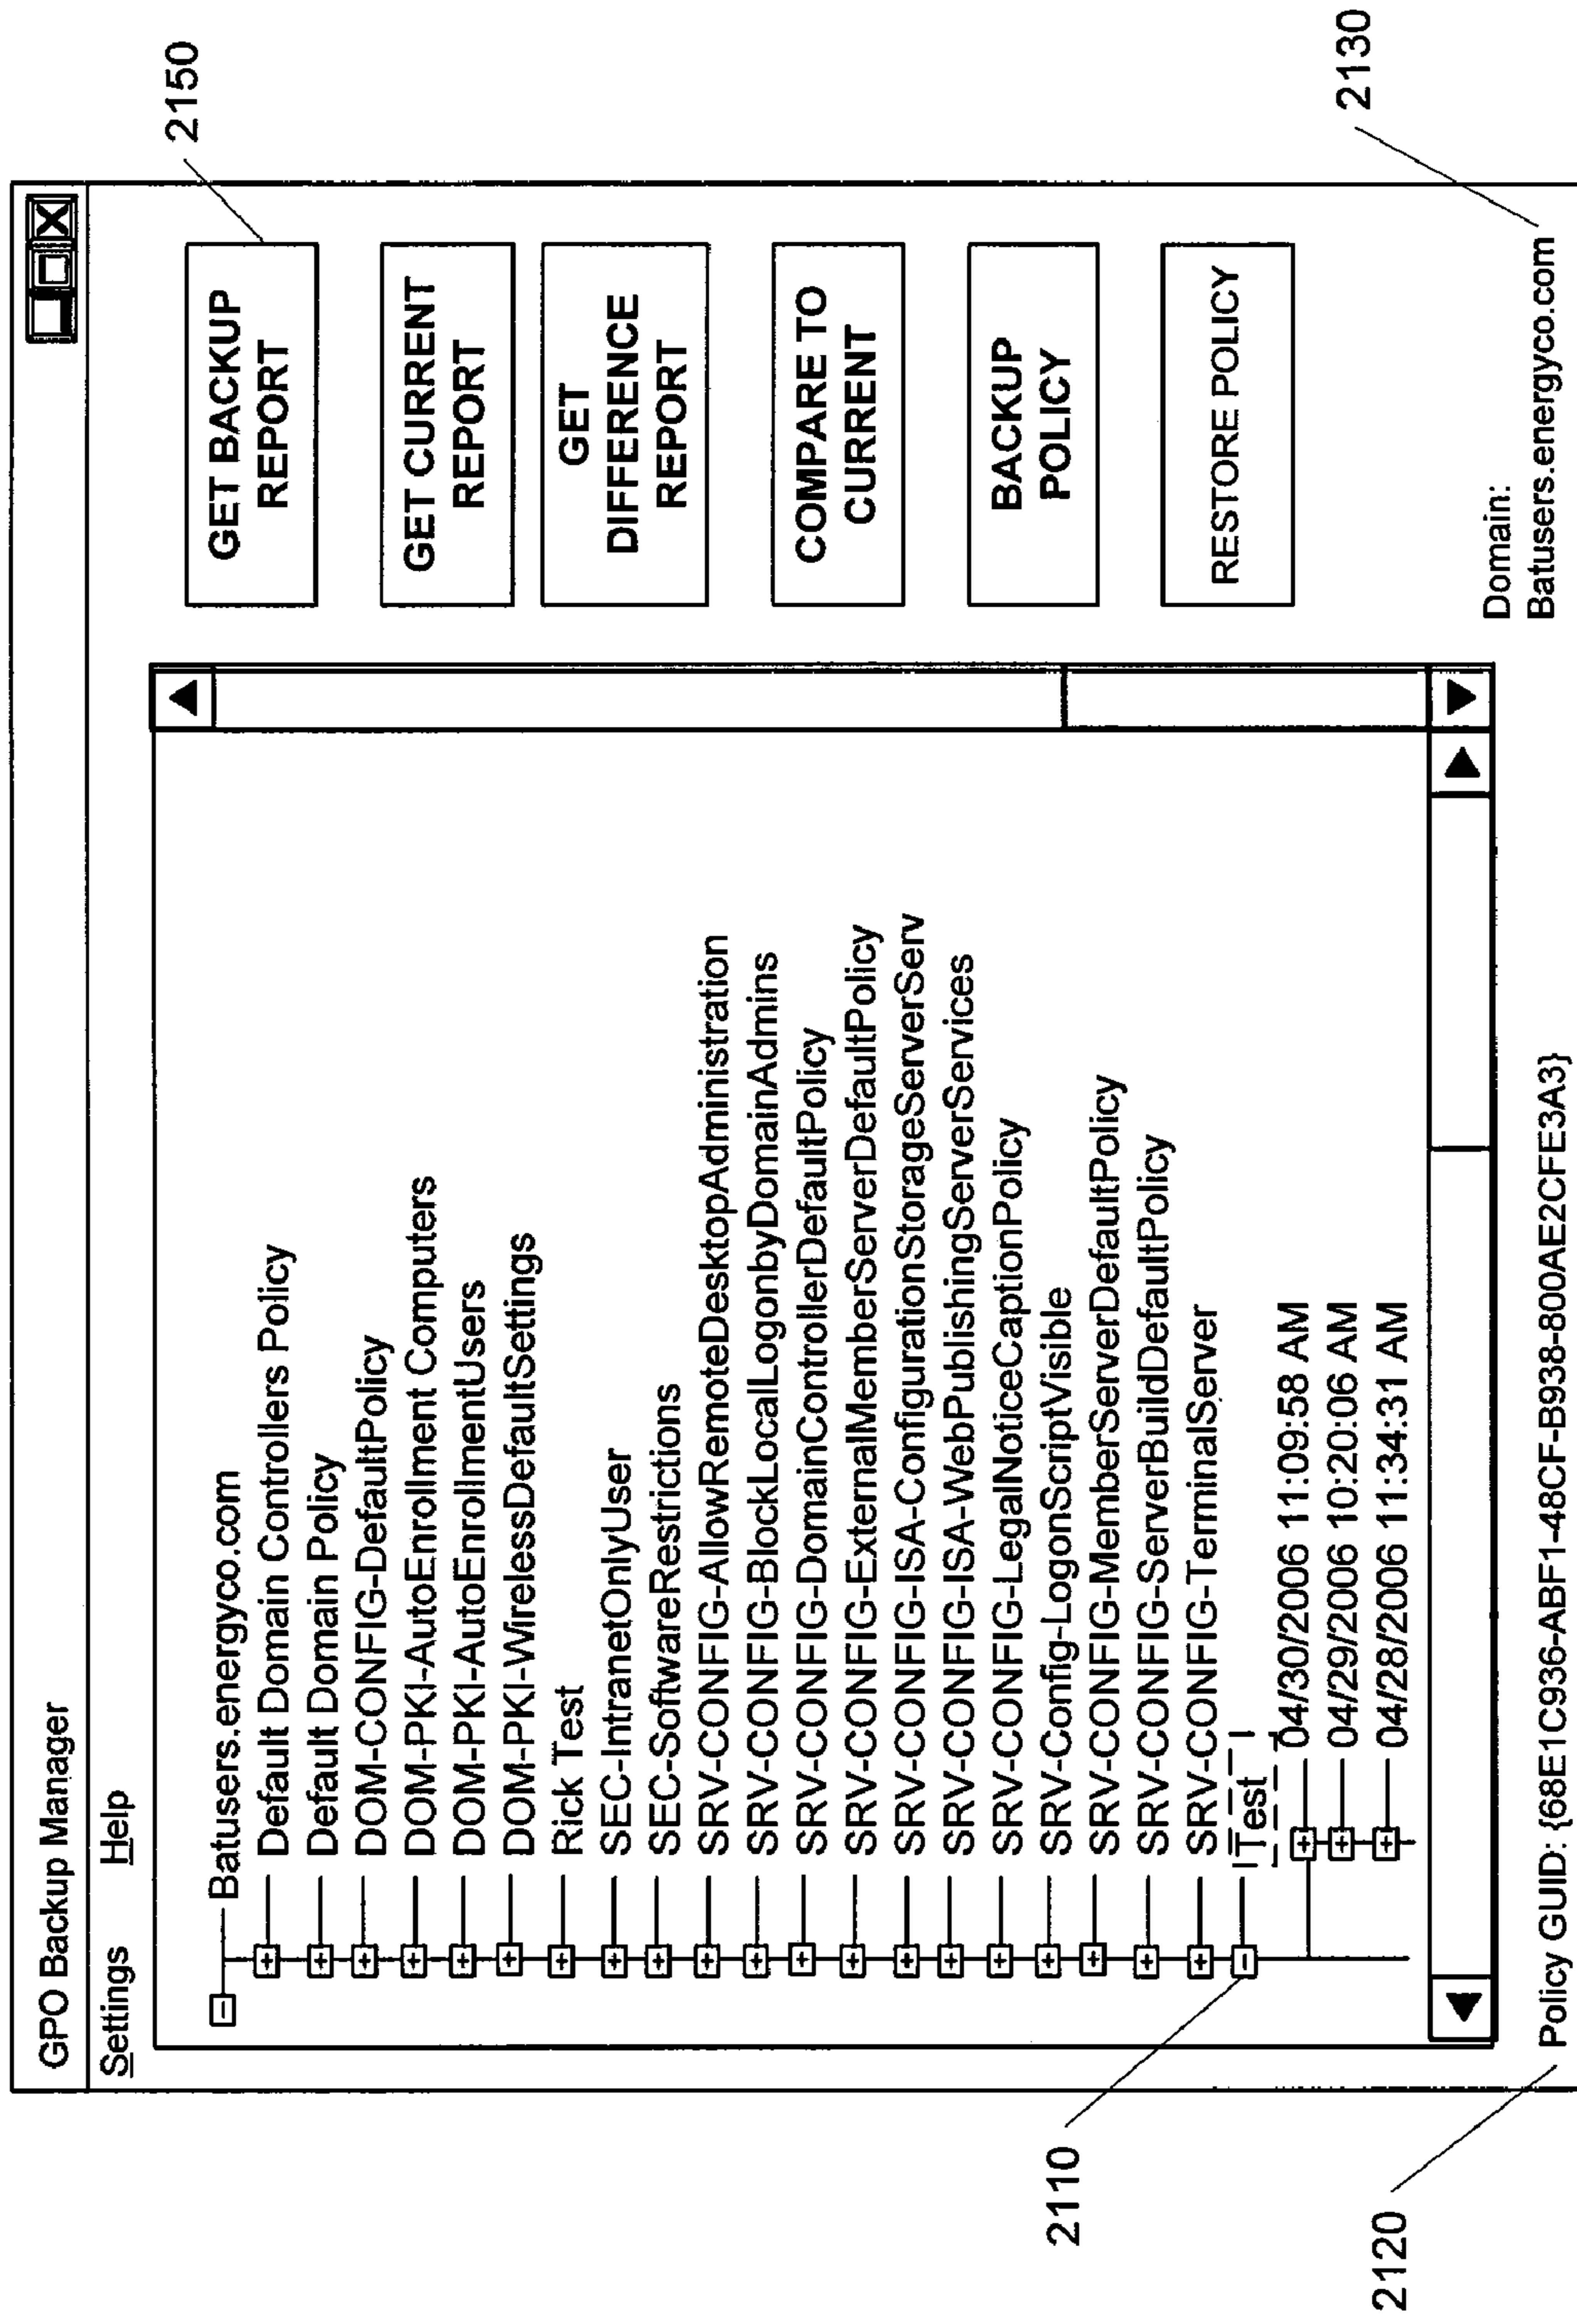 GPO Backup Manager
Settings Help
Batusers.energyco.com
Default Domain Controllers Policy
Default Domain Policy
DOM-CONFIG-DefaultPolicy
DOM-PKI-AutoEnrollment Computers
DOM-PKI-AutoEnrollmentUsers
DOM-PKI-WirelessDefaultSettings
Rick Test
SEC-IntranetOnlyUser
SEC-SoftwareRestrictions
SRV-CONFIG-AllowRemoteDesktopAdministration
SRV-CONFIG-BlockLocalLogonbyDomainAdmins
SRV-CONFIG-DomainControllerDefaultPolicy
SRV-CONFIG-ExternalMemberServerDefaultPolicy
SRV-CONFIG-ISA-ConfigurationStorageServerServ
SRV-CONFIG-ISA-WebPublishingServerServices
SRV-CONFIG-LegalNoticeCaptionPolicy
SRV-Config-LogonScriptVisible
SRV-CONFIG-MemberServerDefaultPolicy
SRV-CONFIG-ServerBuildDefaultPolicy
SRV-CONFIG-TerminalServer
Test
04/30/2006 11:09:58 AM
04/29/2006 10:20:06 AM
04/28/2006 11:34:31 AM
GET BACKUP
REPORT
GET CURRENT
REPORT
GET
DIFFERENCE
REPORT
COMPARE TO
CURRENT
BACKUP
POLICY
RESTORE POLICY
Domain:
Batusers.energyco.com
Policy GUID: {68E1C936-ABF1-48CF-B938-800AE2CFE3A3}
2150
2130
2110
2120